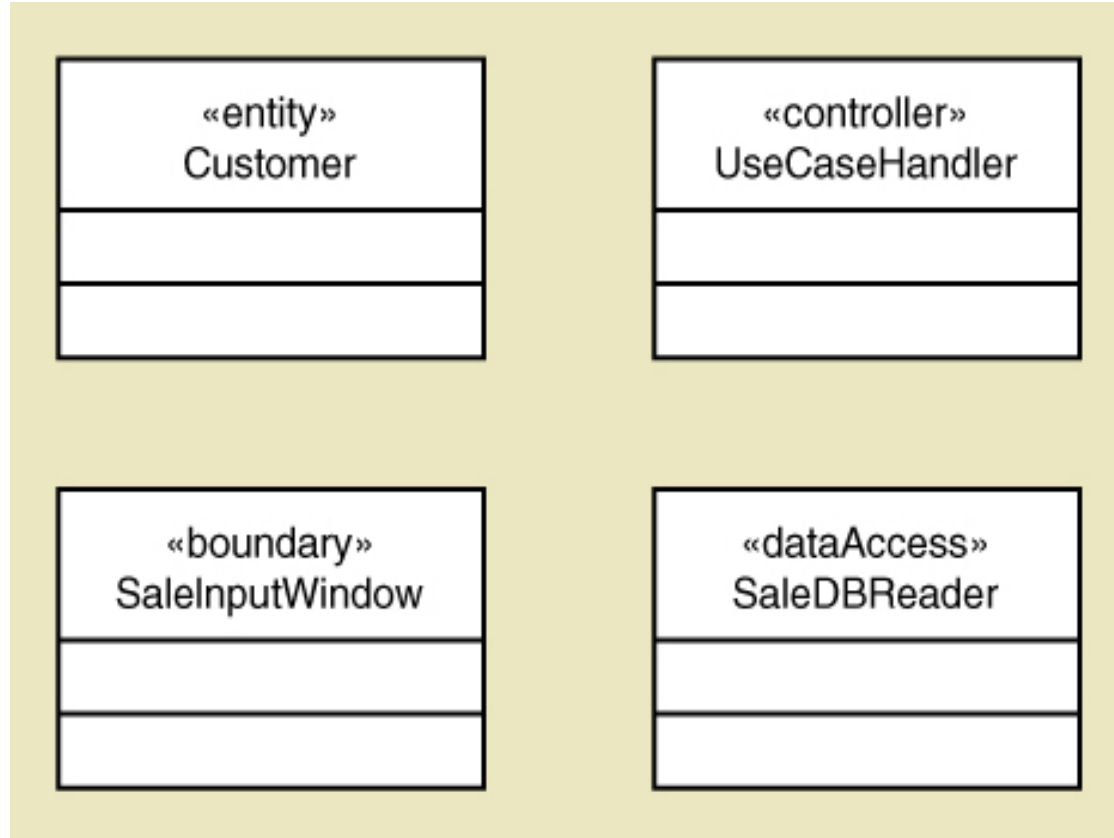 «entity»
Customer
«controller»
UseCaseHandler
«boundary»
SaleInputWindow
«dataAccess»
SaleDBReader